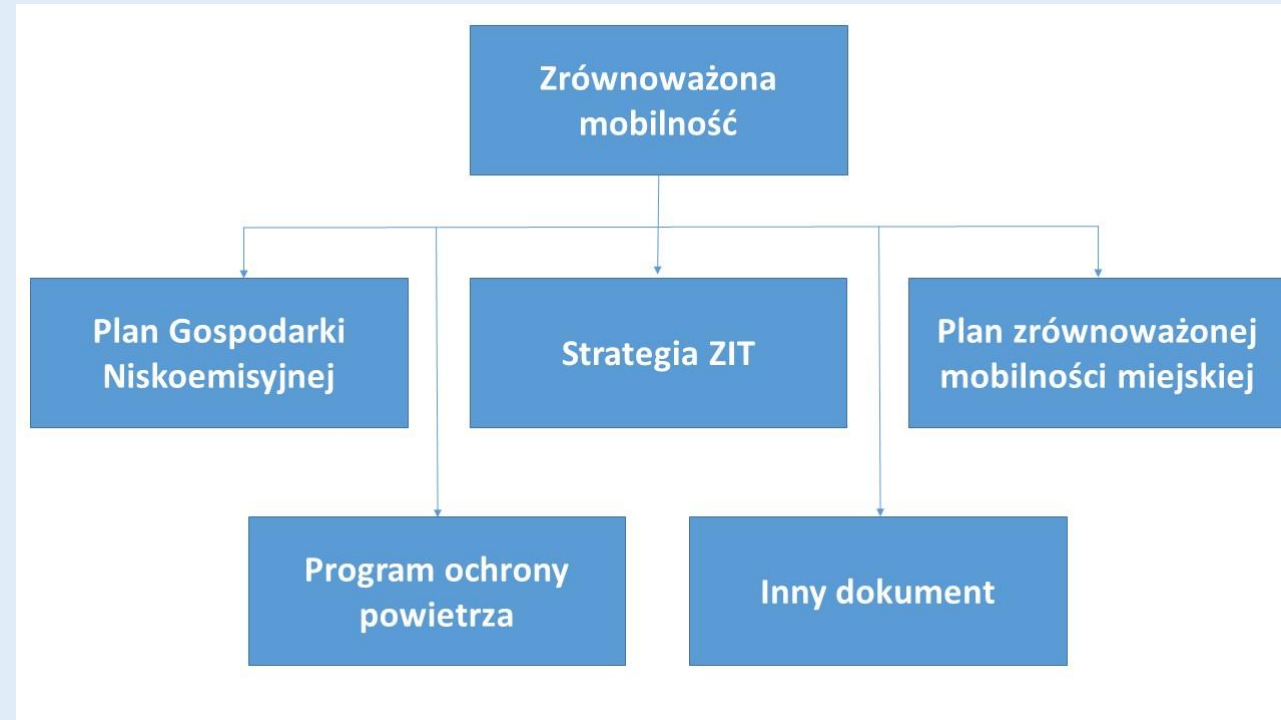 Zrównoważona
mobilność
Plan Gospodarki
Niskoemisyjnej
Strategia ZIT
Plan zrównoważonej
mobilności miejskiej
Program ochrony
powietrza
Inny dokument